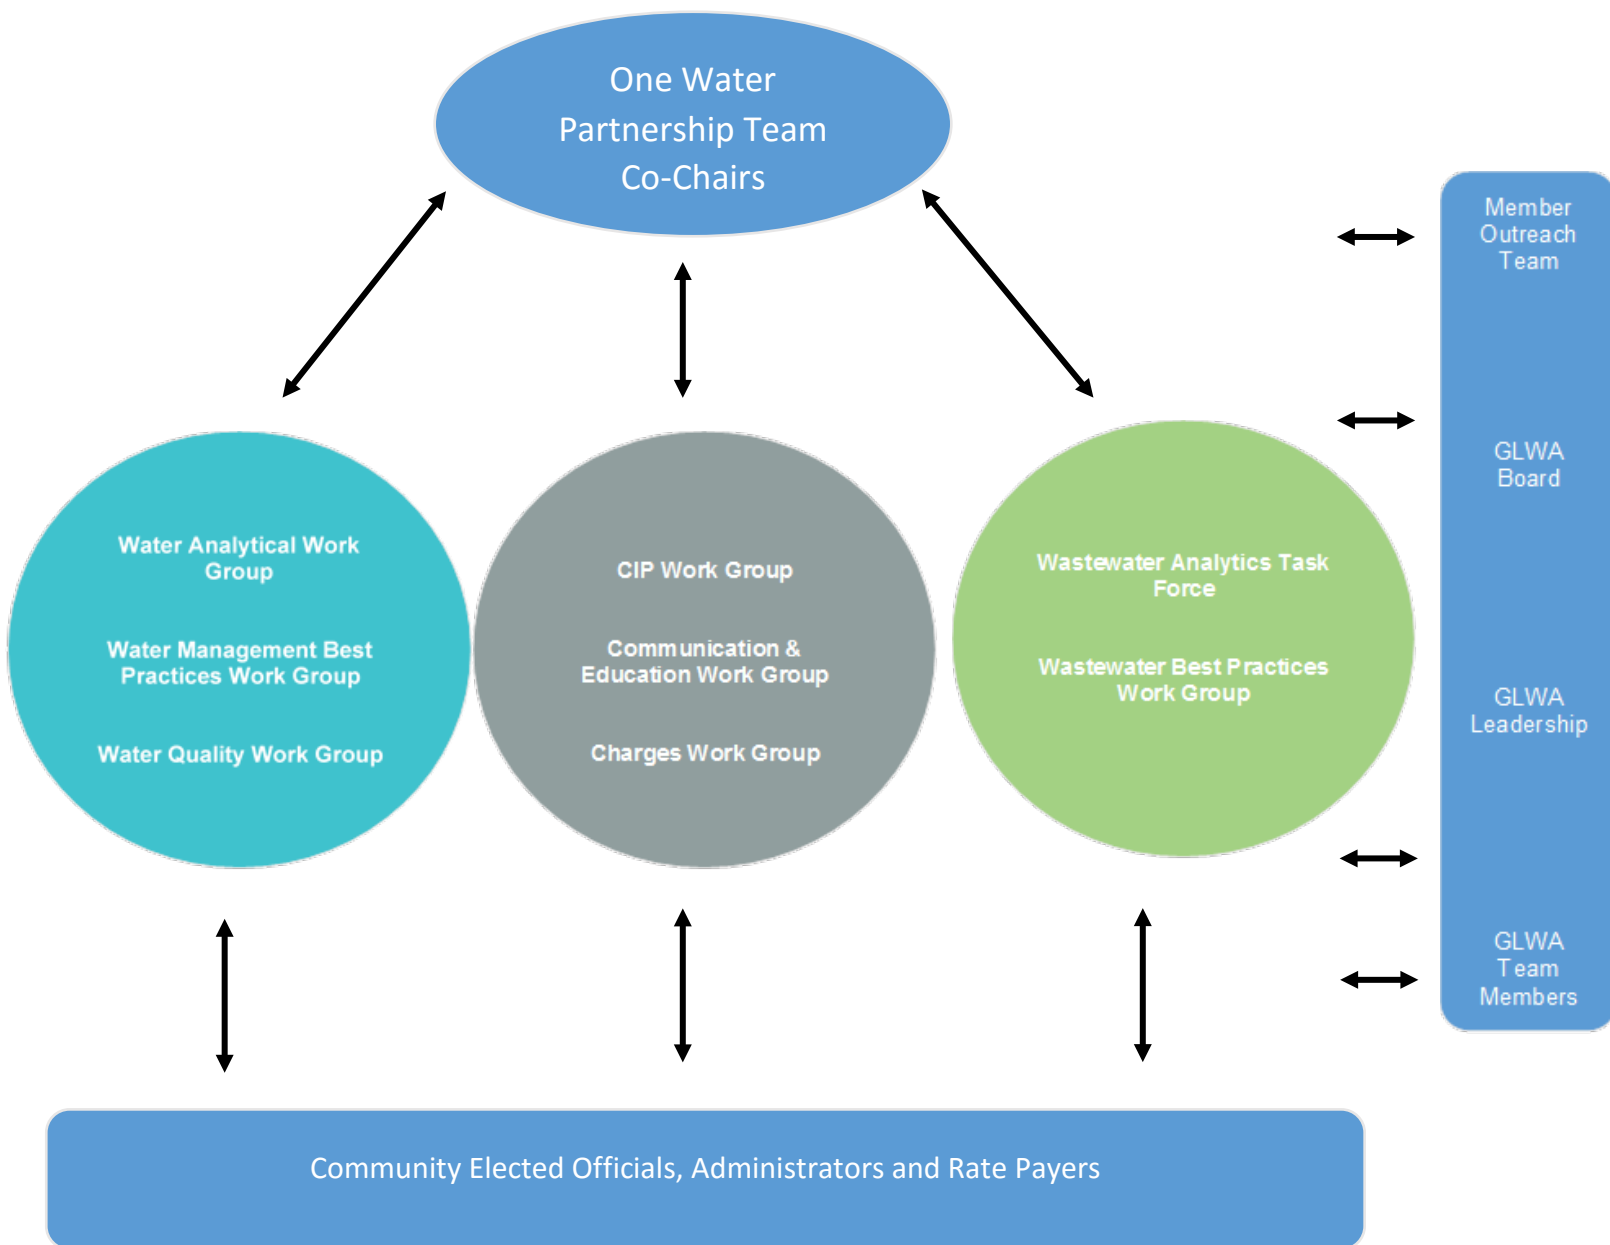 One Water
Partnership Team
Co-Chairs
Member
Outreach
Team
GLWA
Board
GLWA
Leadership
GLWA
Team
Members
Water Analytical Work
Group
Water Management Best
Practices Work Group
Water Quality Work Group
CIP Work Group
Communication &
Education Work Group
Charges Work Group
Wastewater Analytics Task
Force
Wastewater Best Practices
Work Group
Community Elected Officials, Administrators and Rate Payers